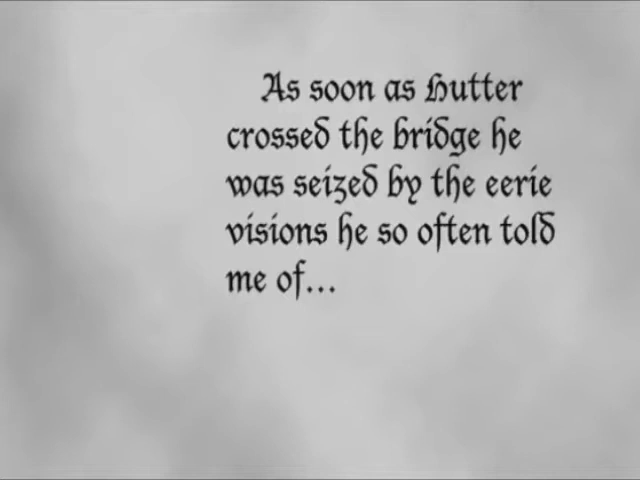 As soon as Hutter
crossed the bridge he
was seized by the eerie
visions he so often told
me of...